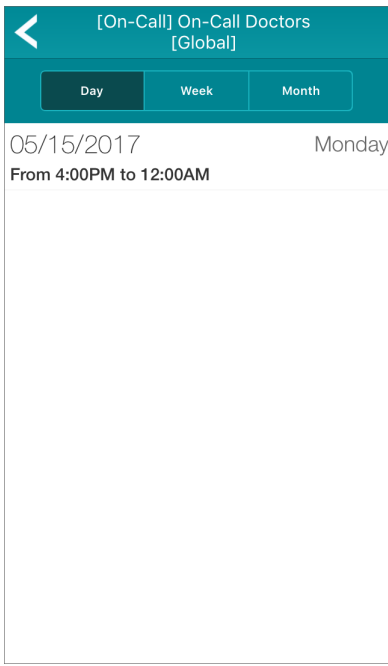 [On-Call] On-Call Doctors
[Global]
Day Week Month
05/15/2017 Monday
From 4:00PM to 12:00AM